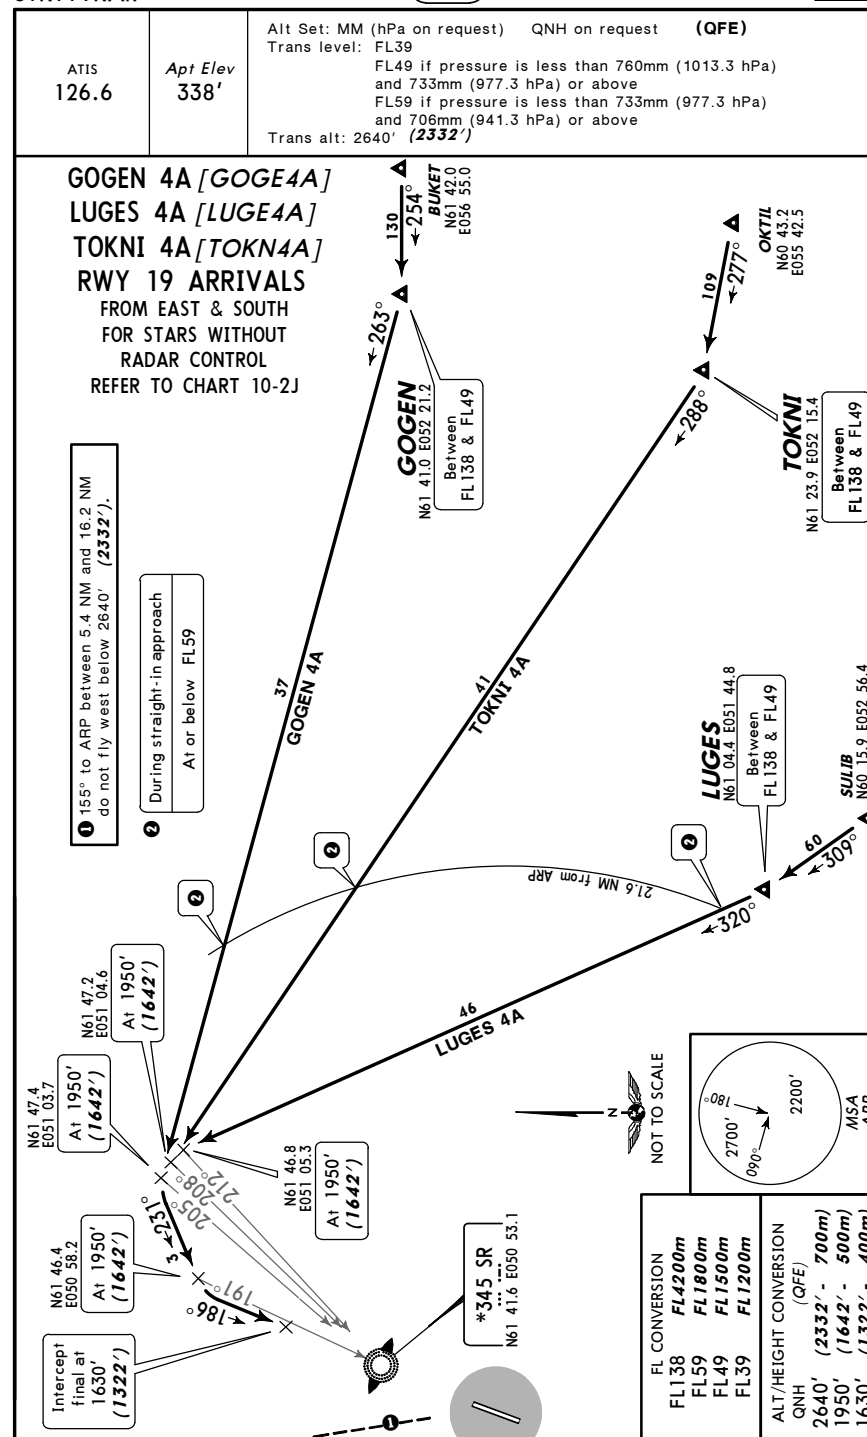 ATIS
126.6
Apt Elev
338'
Alt Set: MM (hPa on request) QNH on request (QFE)
Trans level: FL39
FL49 if pressure is less than 760mm (1013.3 hPa)
and 733mm (977.3 hPa) or above
FL59 if pressure is less than 733mm (977.3 hPa)
and 706mm (941.3 hPa) or above
Trans alt: 2640' (2332')
GOGEN 4A [GOGE4A]
LUGES 4A [LUGE4A]
TOKNI 4A [TOKN4A]
RWY 19 ARRIVALS
FROM EAST & SOUTH
FOR STARS WITHOUT
RADAR CONTROL
REFER TO CHART 10-2J
BUKET
N61 42.0
E056 55.0
130
254°
OKTIL
N60 43.2
E055 42.5
109
277°
263°
GOGEN
N61 41.0 E052 21.2
Between
FL138 & FL49
288°
TOKNI
N61 23.9 E052 15.4
Between
FL138 & FL49
1 155° to ARP between 5.4 NM and 16.2 NM
do not fly west below 2640' (2332').
2 During straight-in approach
At or below FL59
37
GOGEN 4A
41
TOKNI 4A
LUGES
N61 04.4 E051 44.8
Between
FL138 & FL49
SULIB
N60 15.9 E052 56.4
60
309°
2
2
2
21.6 NM from ARP
320°
46
LUGES 4A
N61 47.2
E051 04.6
At 1950'
(1642')
N61 47.4
E051 03.7
At 1950'
(1642')
N61 46.8
E051 05.3
At 1950'
(1642')
212°
208°
205°
3
231°
N61 46.4
E050 58.2
At 1950'
(1642')
191°
186°
Intercept
final at
1630'
(1322')
*345 SR
N61 41.6 E050 53.1
1
N
NOT TO SCALE
180°
090°
2700'
2200'
MSA
ARP
FL CONVERSION
FL138 FL4200m
FL59 FL1800m
FL49 FL1500m
FL39 FL1200m
ALT/HEIGHT CONVERSION
QNH (QFE)
2640' (2332' - 700m)
1950' (1642' - 500m)
1630' (1322' - 400m)